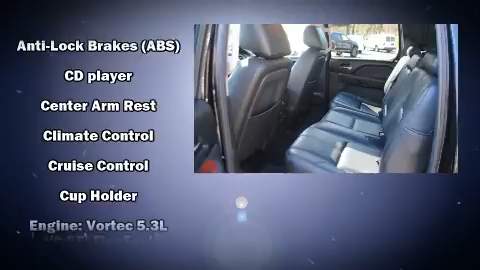 Anti-Lock Brakes (ABS)
CD player
Center Arm Rest
Climate Control
Cruise Control
Cup Holder
Engine: Vortec 5.3L